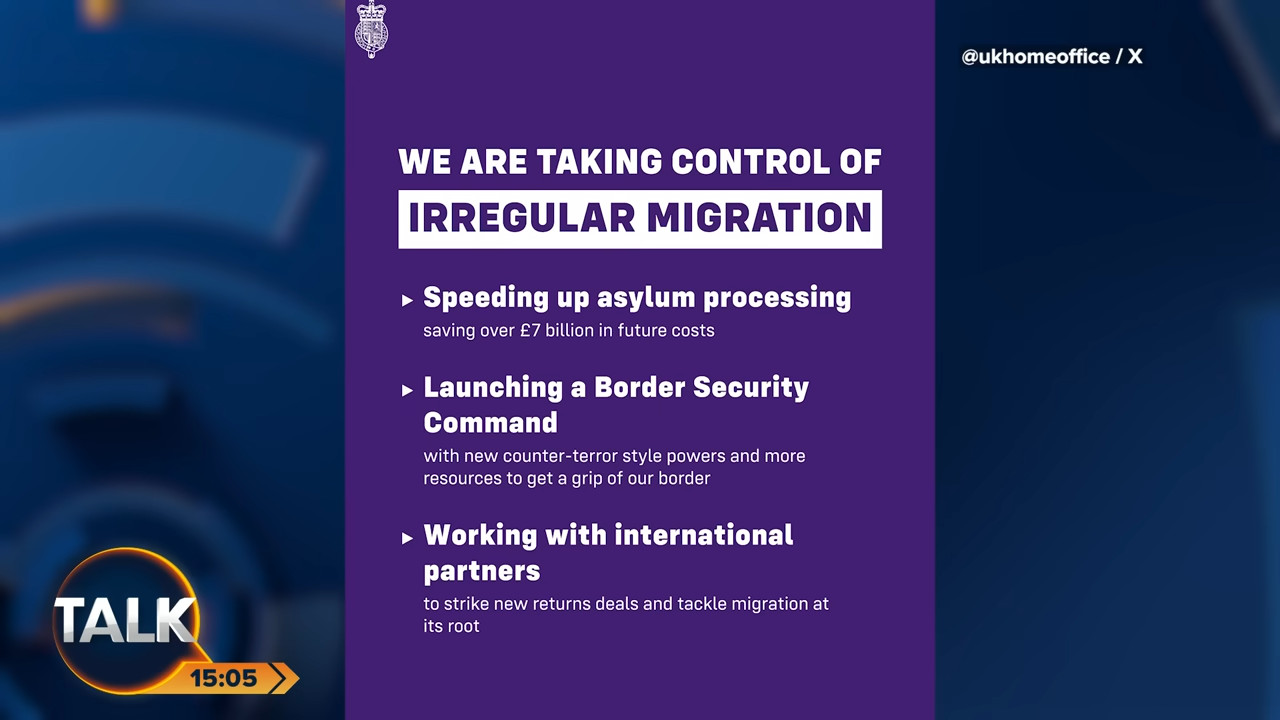 @ukhomeoffice / X
WE ARE TAKING CONTROL OF
IRREGULAR MIGRATION
Speeding up asylum processing
saving over £7 billion in future costs
Launching a Border Security
Command
with new counter-terror style powers and more
resources to get a grip of our border
Working with international
partners
to strike new returns deals and tackle migration at
its root
TALK
15:05